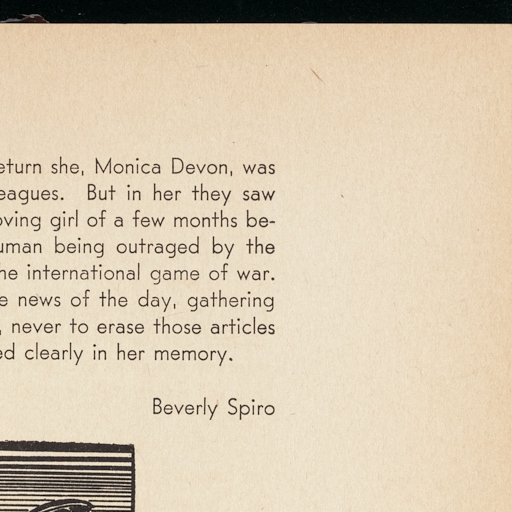 eturn she, Monica Devon, was
eagues. But in her they saw
oving girl of a few months be-
uman being outraged by the
he international game of war.
e news of the day, gathering
, never to erase those articles
ed clearly in her memory.
Beverly Spiro